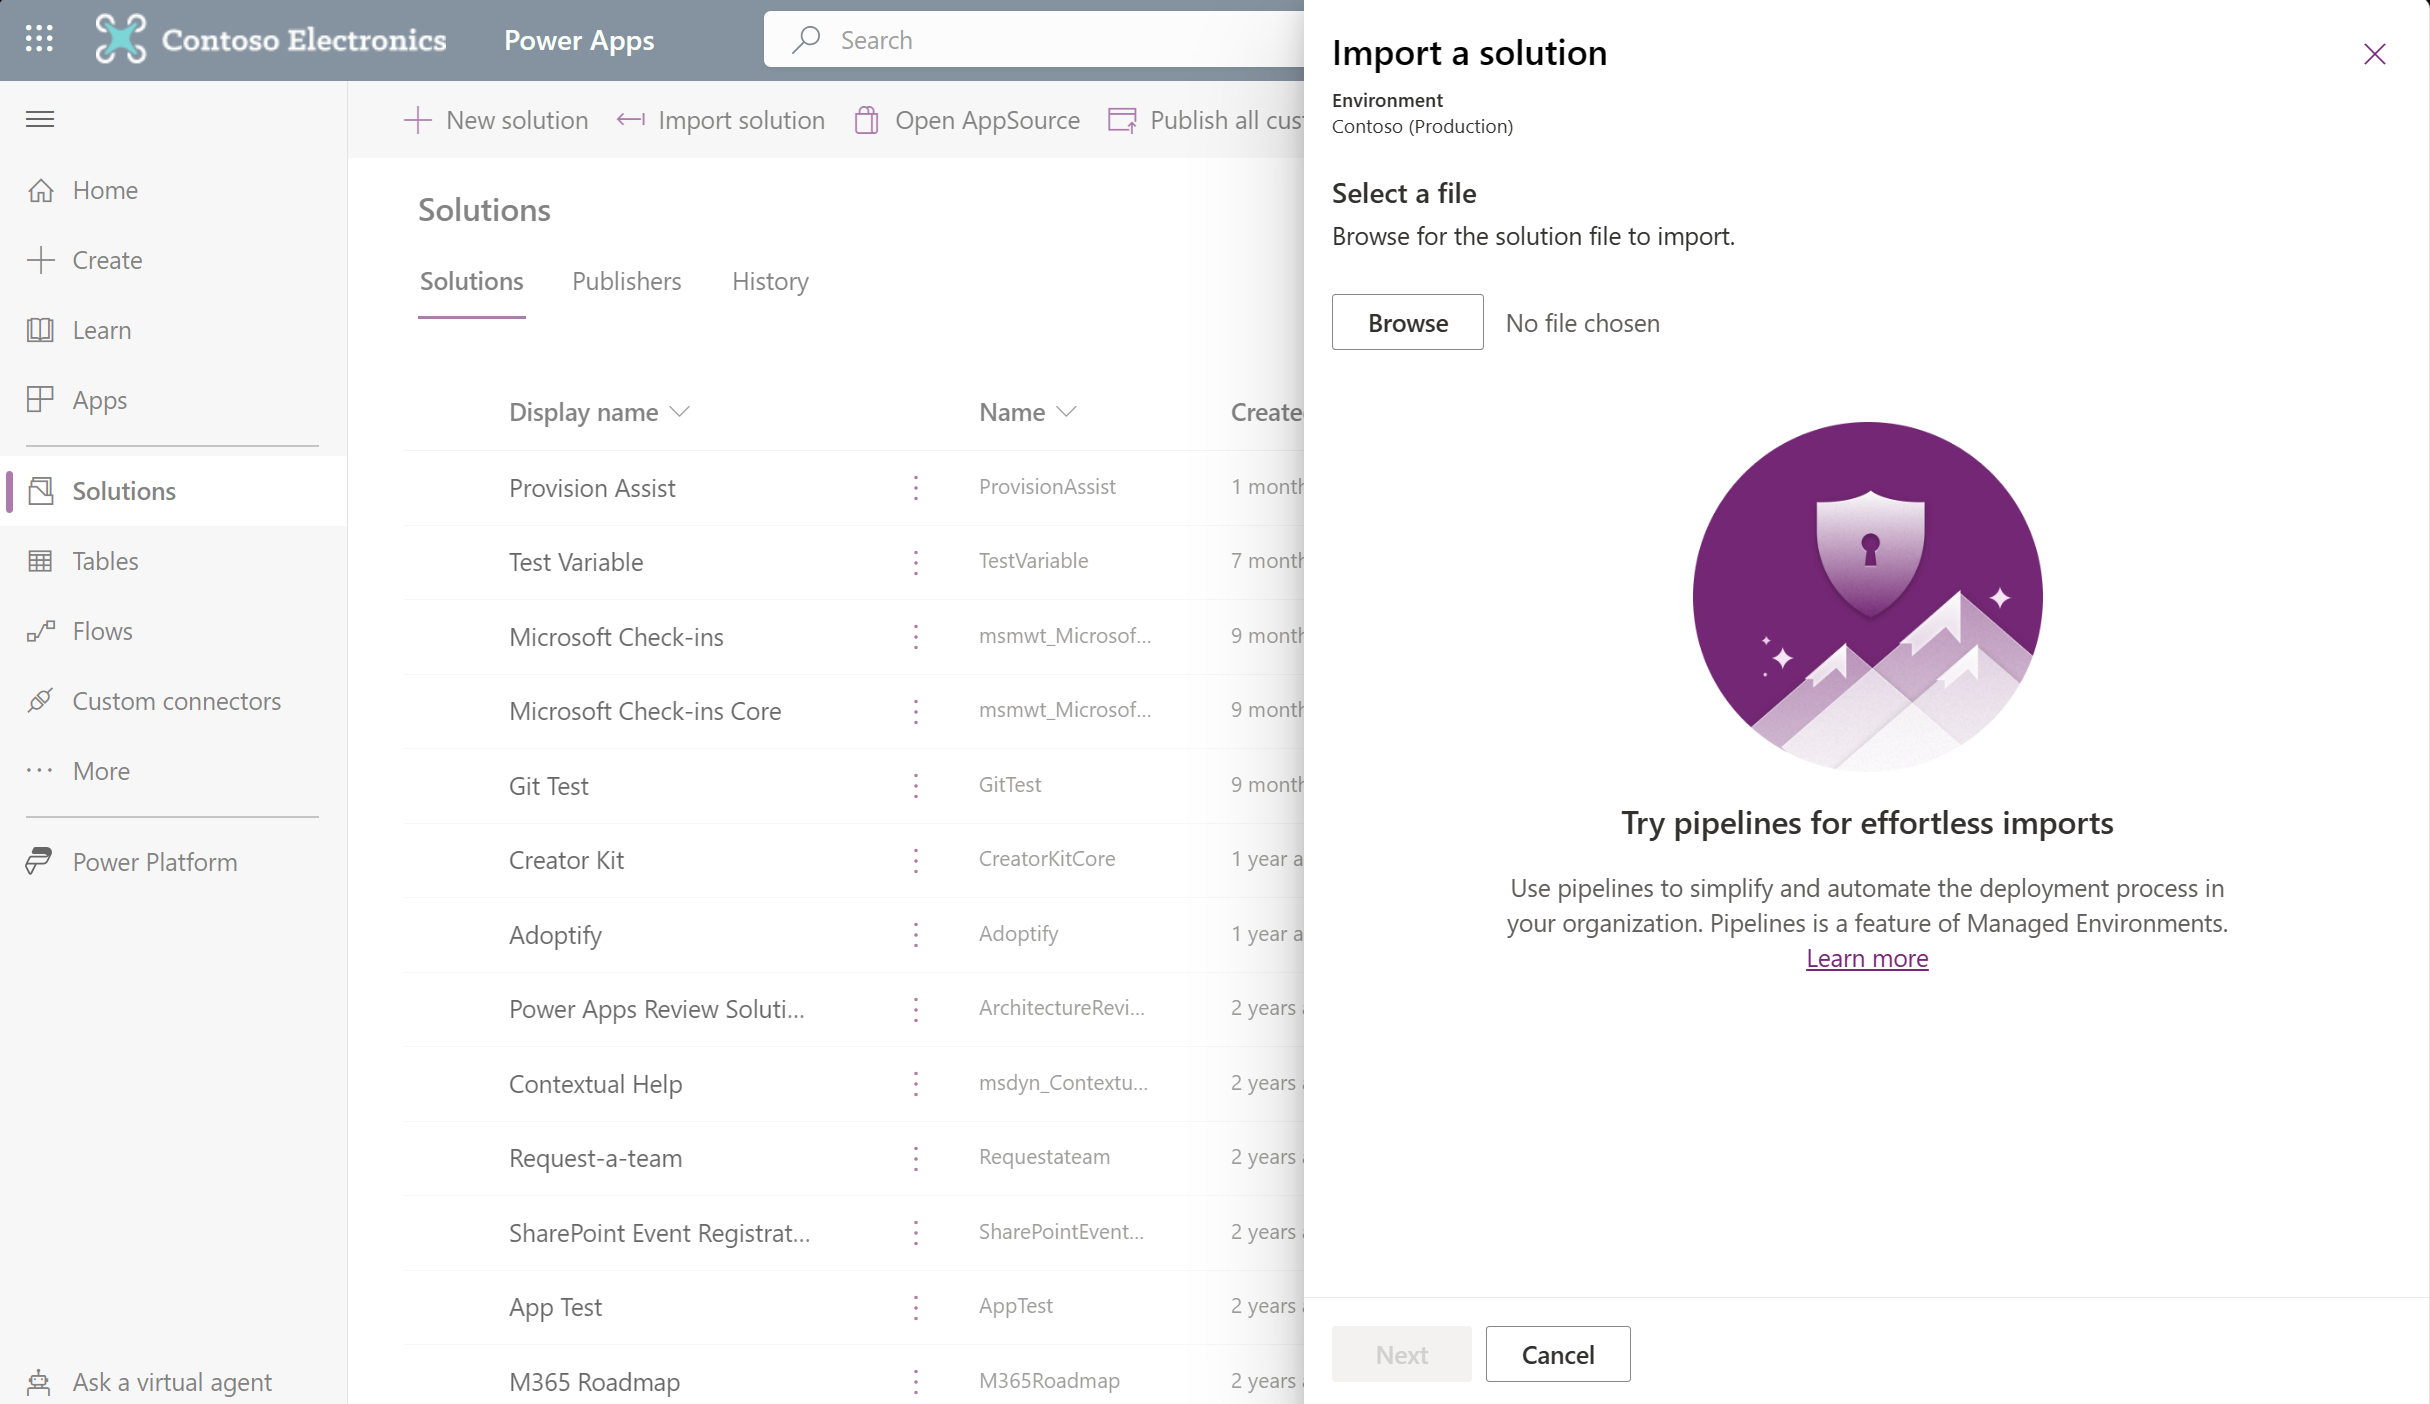 Contoso Electronics
Power Apps
Search
Home
Create
Learn
Apps
Solutions
Tables
Flows
Custom connectors
More
Power Platform
Ask a virtual agent
New solution
Import solution
Open AppSource
Publish all cus
Solutions
Solutions Publishers History
Display name Name Create
Provision Assist ProvisionAssist 1 month
Test Variable TestVariable 7 month
Microsoft Check-ins msmwt_Microsof... 9 month
Microsoft Check-ins Core msmwt_Microsof... 9 month
Git Test GitTest 9 month
Creator Kit CreatorKitCore 1 year a
Adoptify Adoptify 1 year a
Power Apps Review Soluti... ArchitectureRevi... 2 years
Contextual Help msdyn_Contextu... 2 years
Request-a-team Requestateam 2 years
SharePoint Event Registrat... SharePointEvent... 2 years
App Test AppTest 2 years
M365 Roadmap M365Roadmap 2 years
Import a solution
Environment
Contoso (Production)
Select a file
Browse for the solution file to import.
Browse No file chosen
Try pipelines for effortless imports
Use pipelines to simplify and automate the deployment process in
your organization. Pipelines is a feature of Managed Environments.
Learn more
Next Cancel